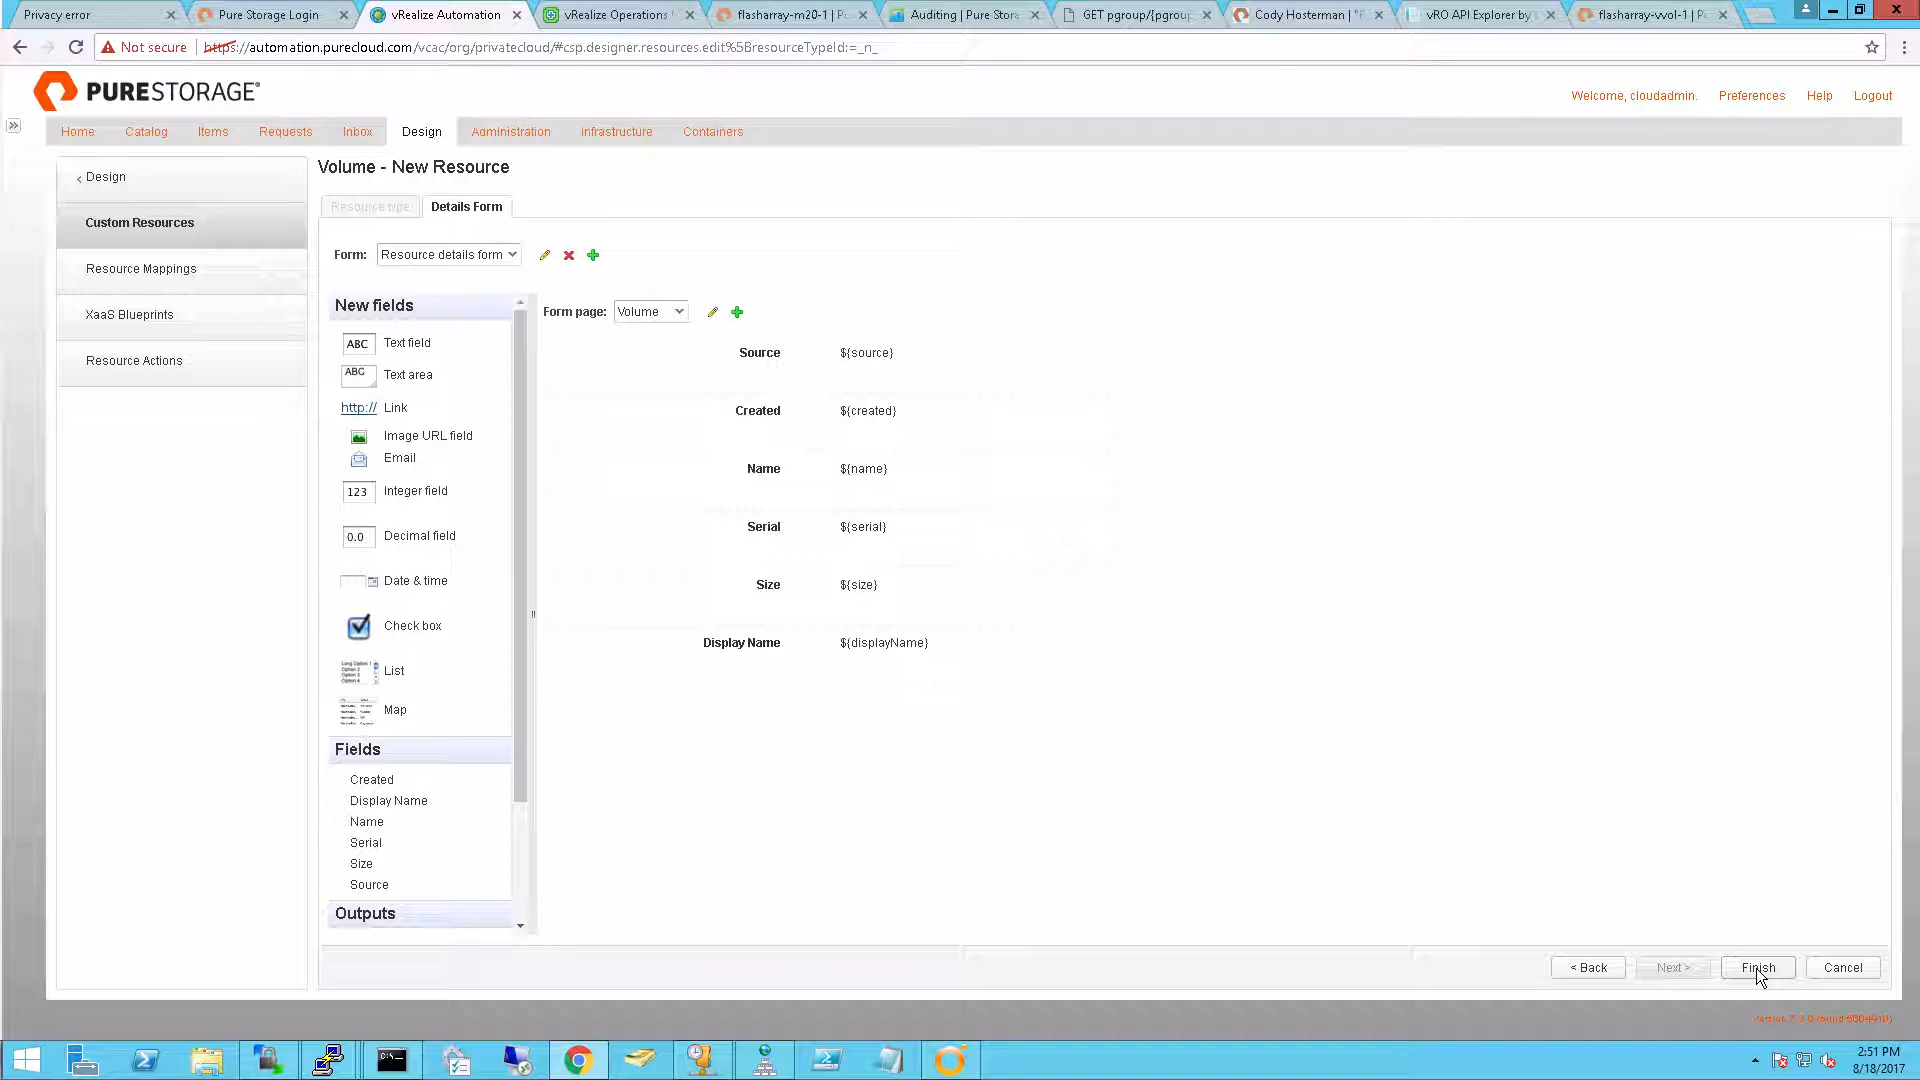 Privacy error
Pure Storage Login
vRealize Automation
vRealize Operations
flasharray-m20-1 | P
Auditing | Pure Stora
GET pgroup/{pgroup
Cody Hosterman | "F
vRO API Explorer by
flasharray-vvol-1 | P
Not secure
https://automation.purecloud.com/vcac/org/privatecloud/#csp.designer.resources.edit%5BresourceTypeId:=_n_
PURESTORAGE
Welcome, cloudadmin.
Preferences
Help
Logout
Home
Catalog
Items
Requests
Inbox
Design
Administration
Infrastructure
Containers
Design
Custom Resources
Resource Mappings
XaaS Blueprints
Resource Actions
Volume - New Resource
Resource type
Details Form
Form:
Resource details form
New fields
ABC Text field
ABC Text area
http:// Link
Image URL field
Email
123 Integer field
0.0 Decimal field
Date & time
Check box
List
Map
Fields
Created
Display Name
Name
Serial
Size
Source
Outputs
Form page:
Volume
Source ${source}
Created ${created}
Name ${name}
Serial ${serial}
Size ${size}
Display Name ${displayName}
< Back
Next >
Finish
Cancel
2:51 PM
8/18/2017